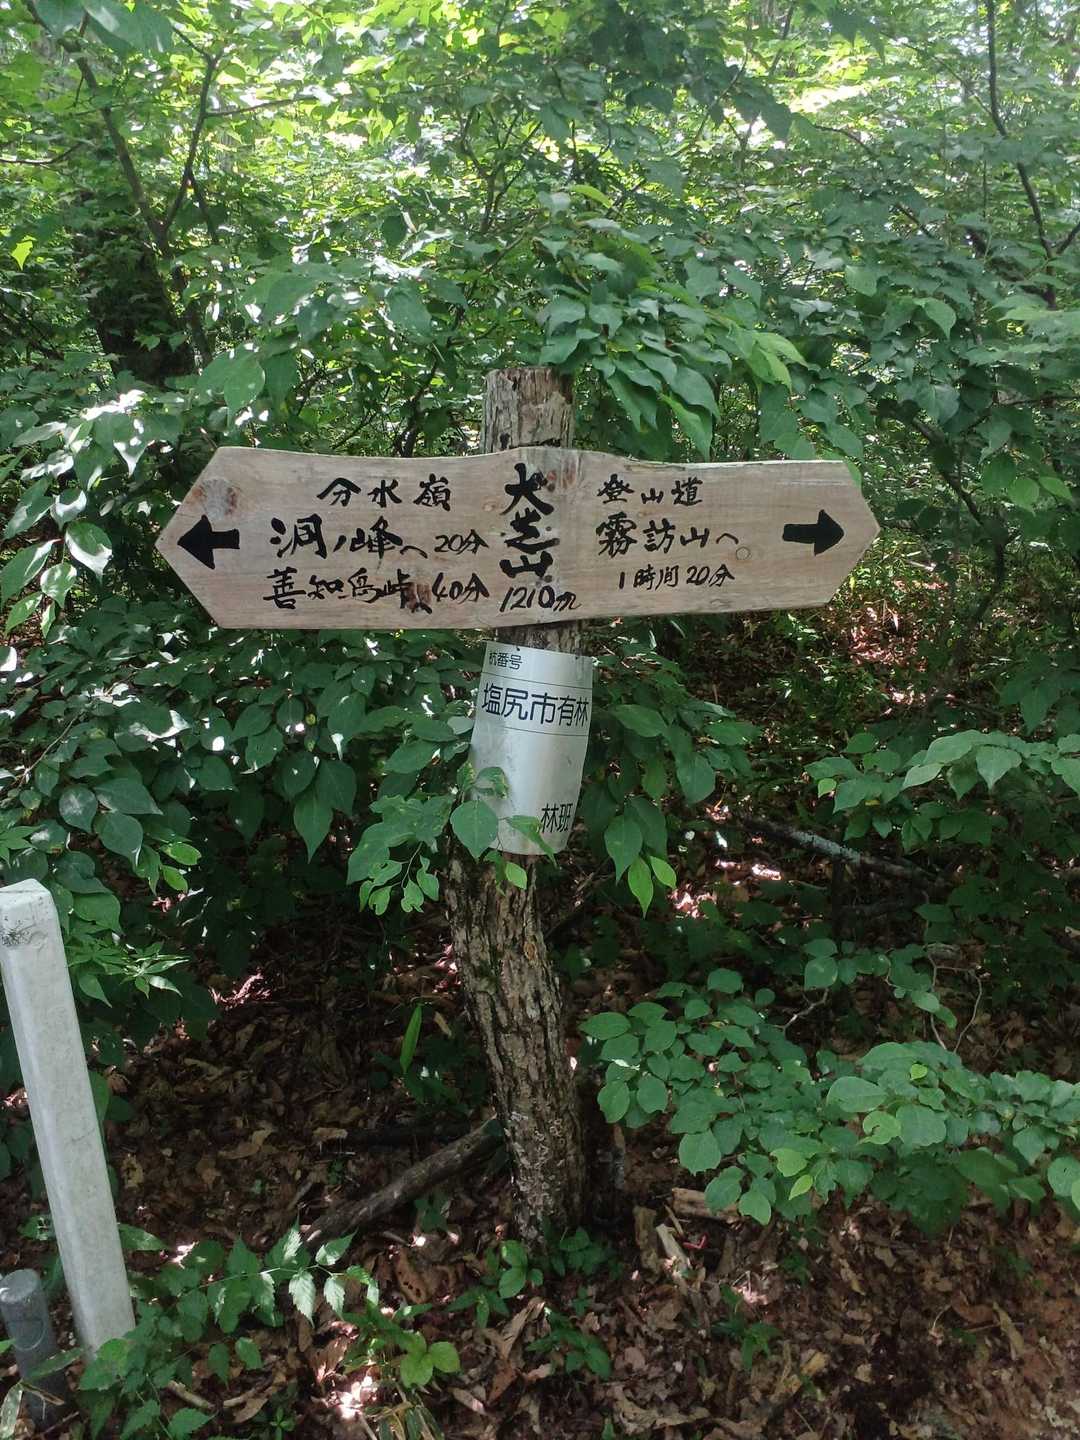 分水嶺
洞ノ峰へ20分
善知鳥峠へ40分
大芝山
1210m
登山道
霧訪山へ
1時間20分
杭番号
塩尻市有林
林班